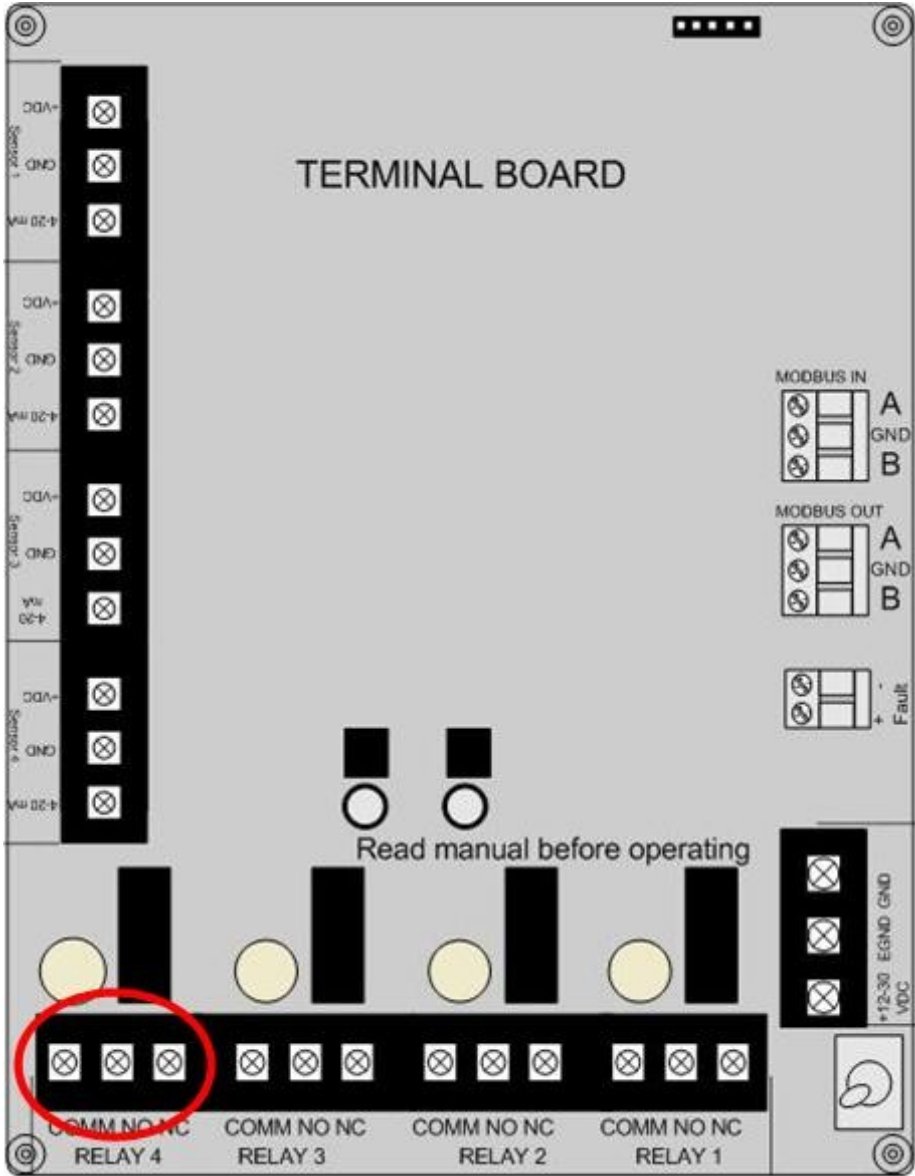 TERMINAL BOARD
+VDC
GND
4-20 mA
Sensor 1
+VDC
GND
4-20 mA
Sensor 2
+VDC
GND
4-20
mA
Sensor 3
+VDC
GND
4-20 mA
Sensor 4
MODBUS IN
A
GND
B
MODBUS OUT
A
GND
B
-
+
Fault
Read manual before operating
GND
EGND
+12-30
VDC
COMM NO NC
RELAY 4
COMM NO NC
RELAY 3
COMM NO NC
RELAY 2
COMM NO NC
RELAY 1